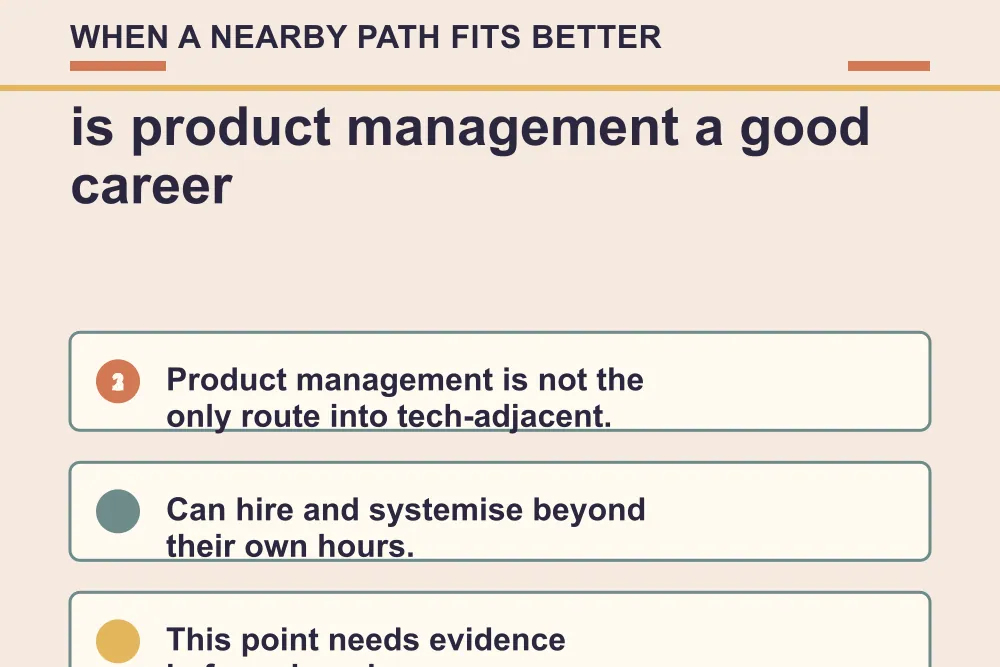 WHEN A NEARBY PATH FITS BETTER
is product management a good
career
Product management is not the
only route into tech-adjacent.
Can hire and systemise beyond
their own hours.
This point needs evidence